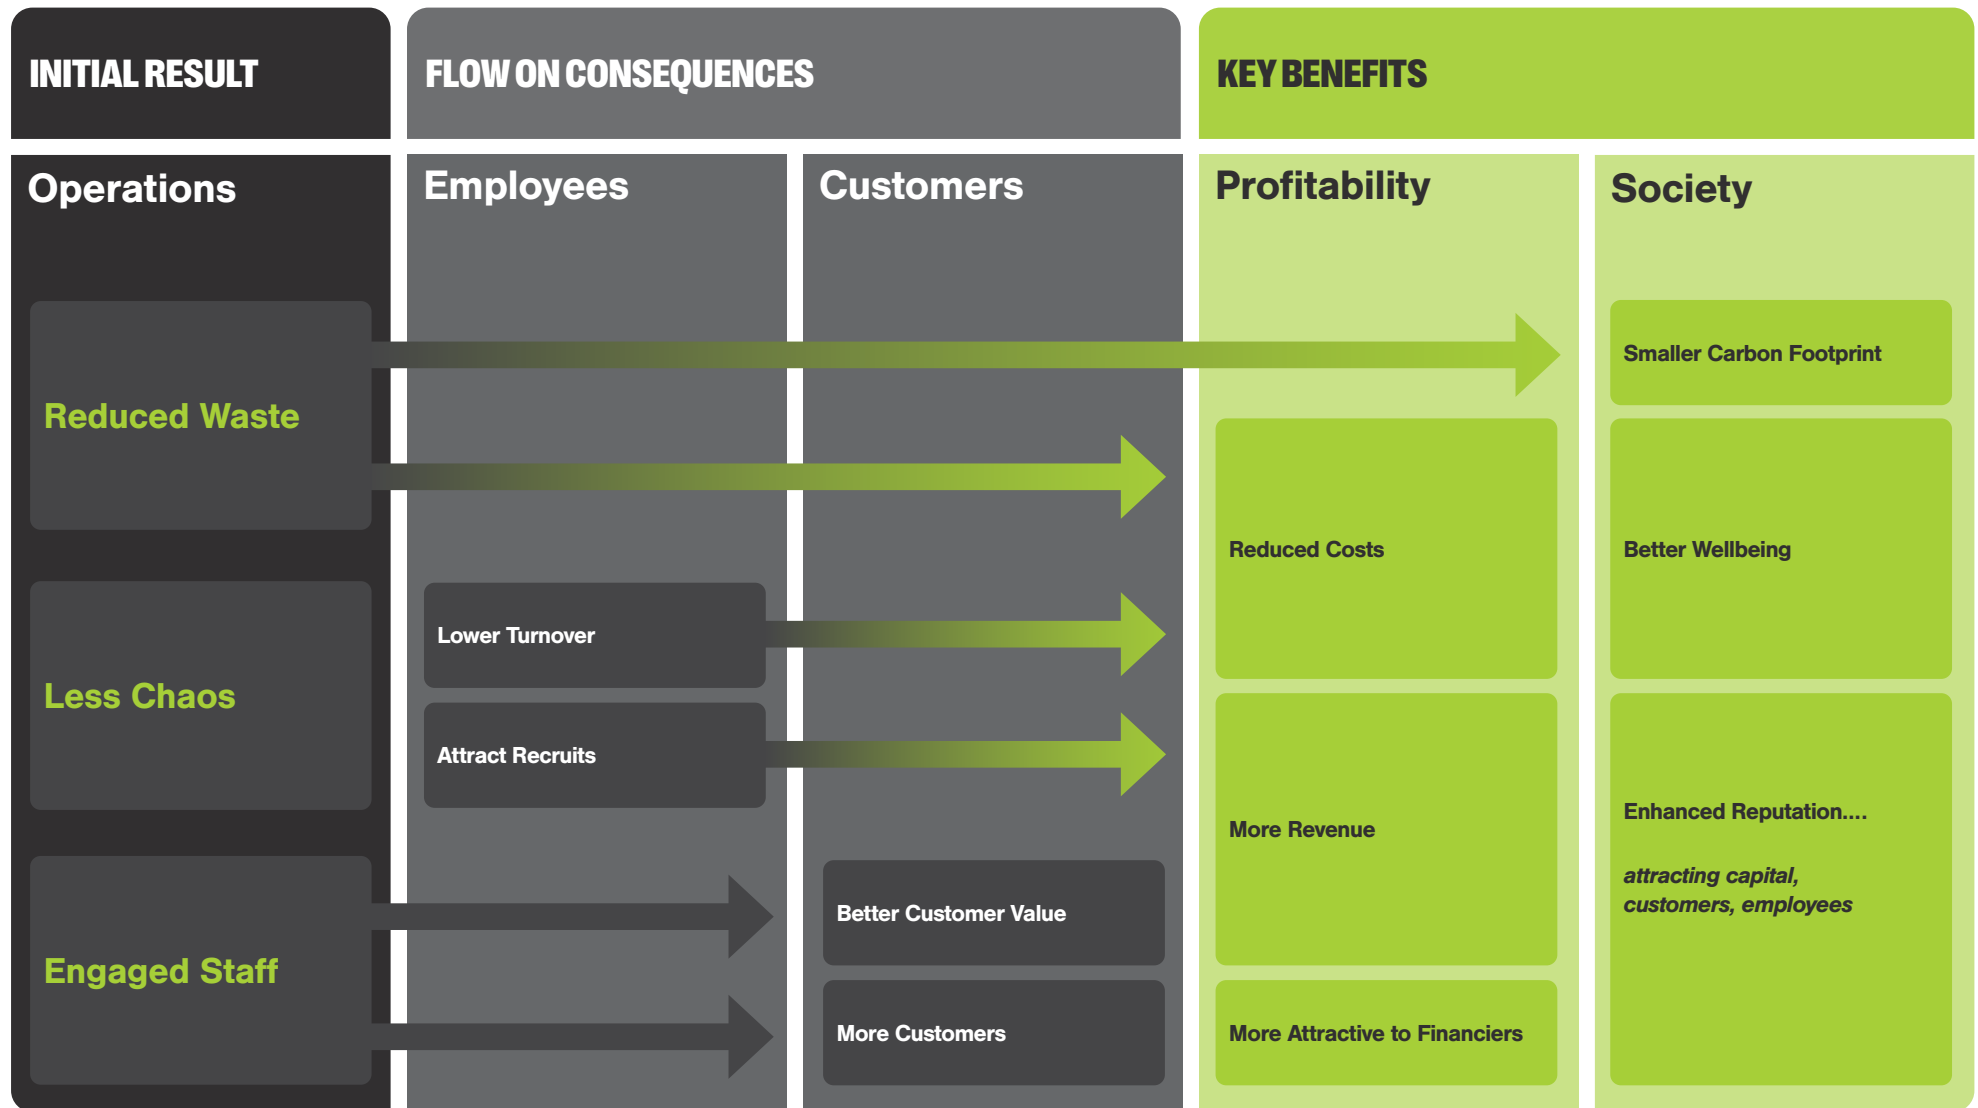 INITIAL RESULT
FLOW ON CONSEQUENCES
KEY BENEFITS
Operations
Employees
Customers
Profitability
Society
Reduced Waste
Less Chaos
Engaged Staff
Lower Turnover
Attract Recruits
Better Customer Value
More Customers
Reduced Costs
More Revenue
More Attractive to Financiers
Smaller Carbon Footprint
Better Wellbeing
Enhanced Reputation....
attracting capital,
customers, employees